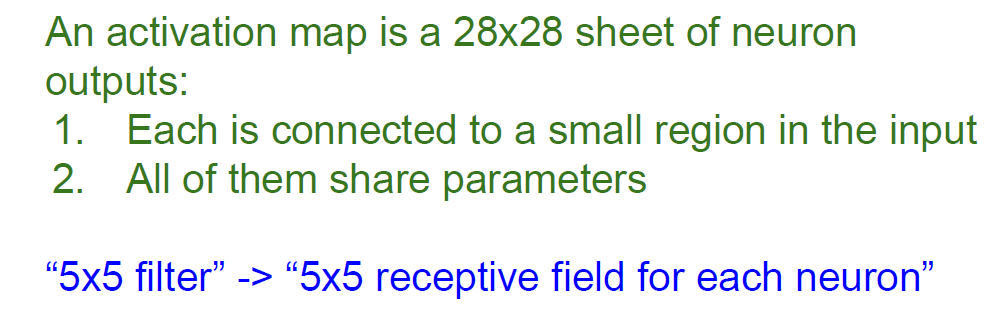 An activation map is a 28x28 sheet of neuron
outputs:
1. Each is connected to a small region in the input
2. All of them share parameters
“5x5 filter” -> “5x5 receptive field for each neuron”